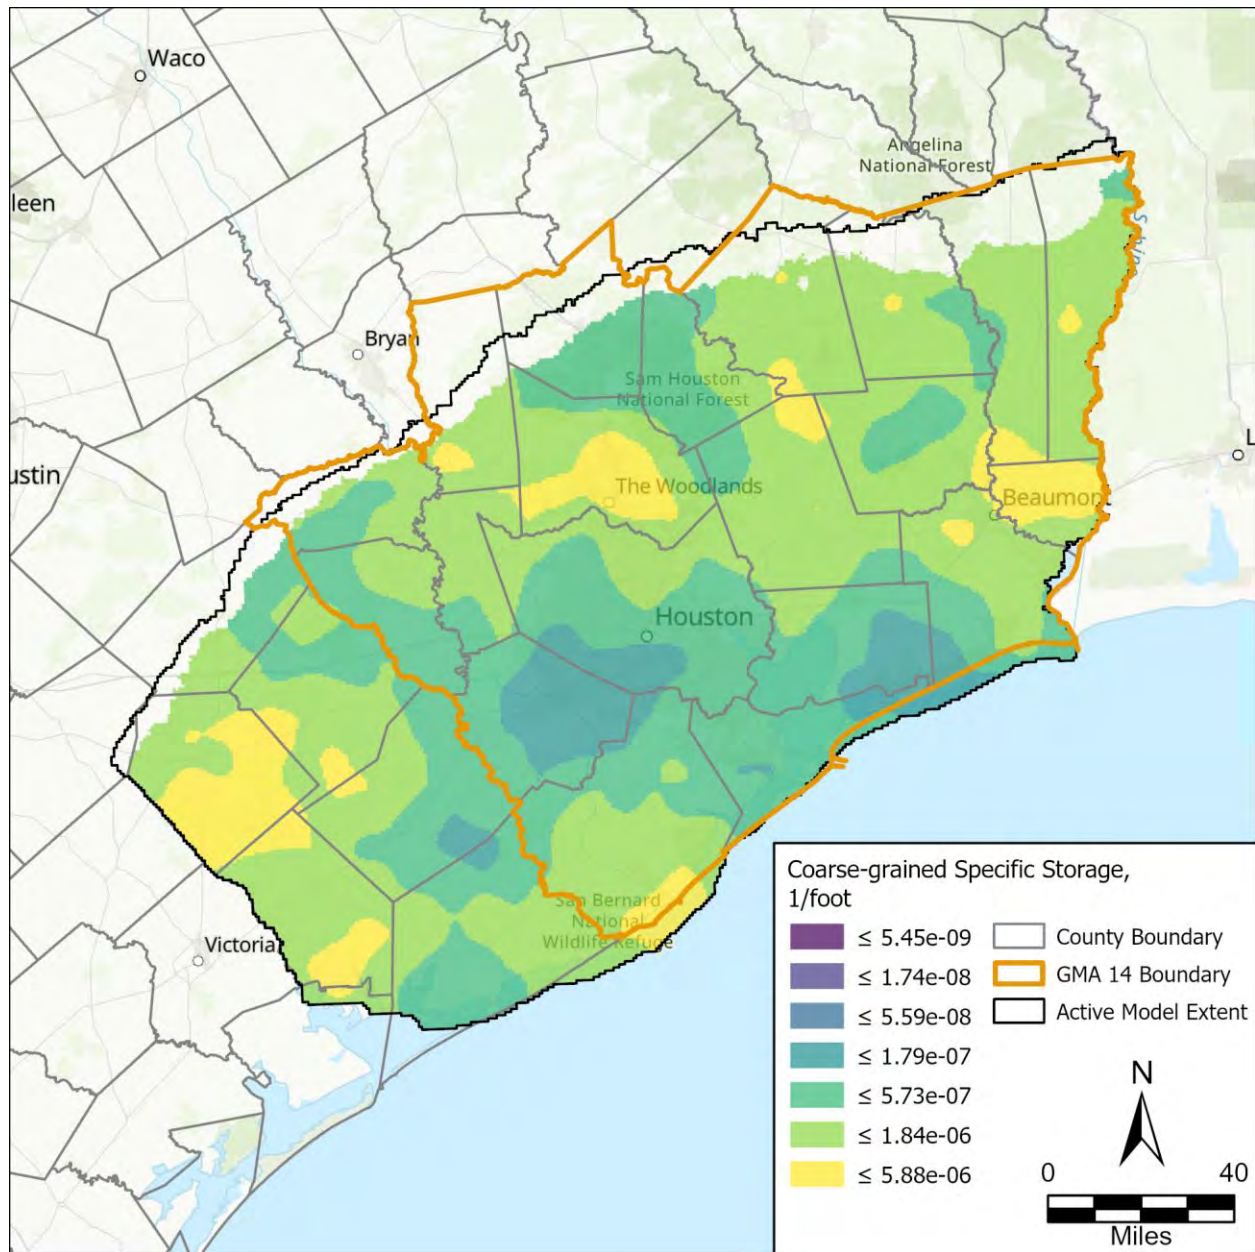 Waco
Angelina
National Forest
leen
Sabine
Bryan
Sam Houston
National Forest
ustin
L
The Woodlands
Beaumon
Houston
San Bernard
National
Wildlife Refuge
Victoria
Coarse-grained Specific Storage,
1/foot
≤ 5.45e-09
≤ 1.74e-08
≤ 5.59e-08
≤ 1.79e-07
≤ 5.73e-07
≤ 1.84e-06
≤ 5.88e-06
County Boundary
GMA 14 Boundary
Active Model Extent
N
0 40
Miles